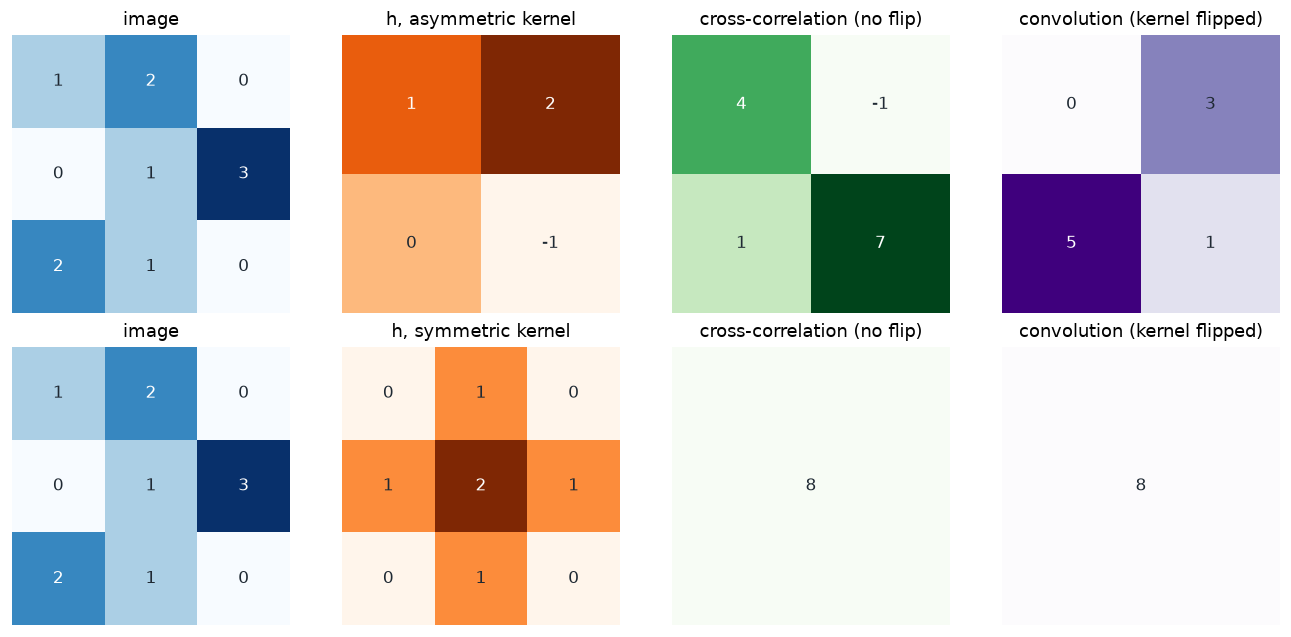 image h, asymmetric kernel cross-correlation (no flip) convolution (kernel flipped)
1 2 0 1 2 4 -1 0 3
0 1 3
2 1 0 0 -1 1 7 5 1
image h, symmetric kernel cross-correlation (no flip) convolution (kernel flipped)
1 2 0 0 1 0
0 1 3 1 2 1 8 8
2 1 0 0 1 0